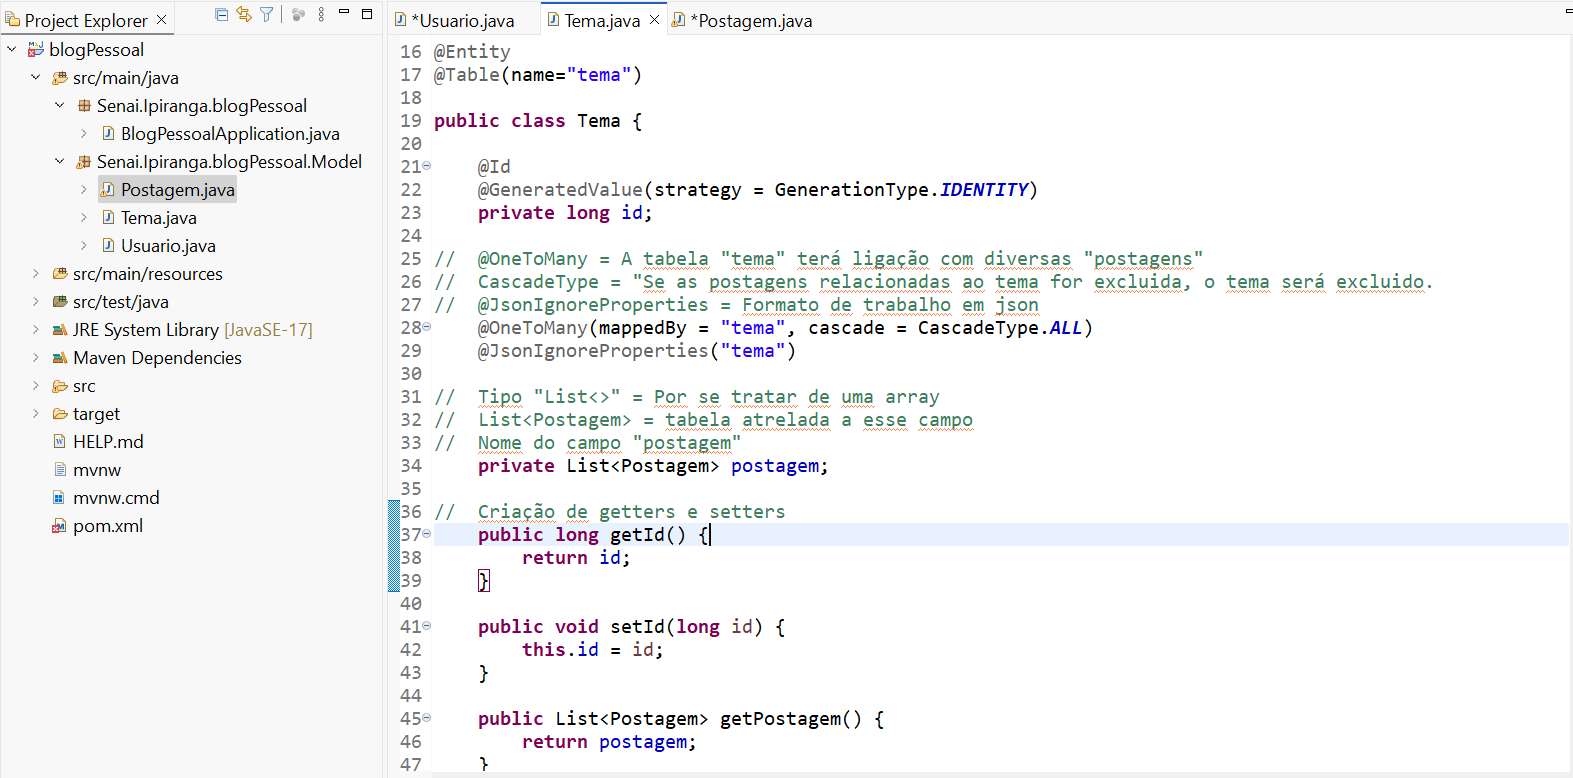 Project Explorer
blogPessoal
src/main/java
Senai.Ipiranga.blogPessoal
BlogPessoalApplication.java
Senai.Ipiranga.blogPessoal.Model
Postagem.java
Tema.java
Usuario.java
src/main/resources
src/test/java
JRE System Library [JavaSE-17]
Maven Dependencies
src
target
HELP.md
mvnw
mvnw.cmd
pom.xml
*Usuario.java
Tema.java
*Postagem.java
16 @Entity
17 @Table(name="tema")
18
19 public class Tema {
20
21 @Id
22 @GeneratedValue(strategy = GenerationType.IDENTITY)
23 private long id;
24
25 // @OneToMany = A tabela "tema" terá ligação com diversas "postagens"
26 // CascadeType = "Se as postagens relacionadas ao tema for excluida, o tema será excluido.
27 // @JsonIgnoreProperties = Formato de trabalho em json
28 @OneToMany(mappedBy = "tema", cascade = CascadeType.ALL)
29 @JsonIgnoreProperties("tema")
30
31 // Tipo "List<>" = Por se tratar de uma array
32 // List<Postagem> = tabela atrelada a esse campo
33 // Nome do campo "postagem"
34 private List<Postagem> postagem;
35
36 // Criação de getters e setters
37 public long getId() {
38 return id;
39 }
40
41 public void setId(long id) {
42 this.id = id;
43 }
44
45 public List<Postagem> getPostagem() {
46 return postagem;
47 }